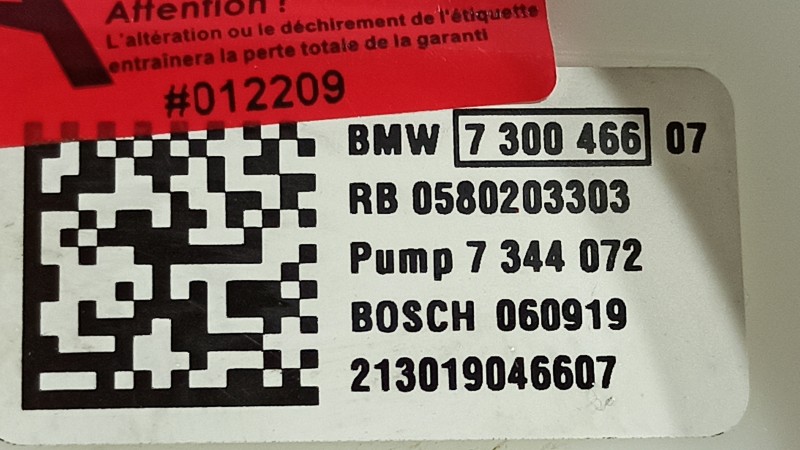 Attention !
L'altération ou le déchirement de l'étiquette
entraînera la perte totale de la garanti
#012209
BMW 7 300 466 07
RB 0580203303
Pump 7 344 072
BOSCH 060919
213019046607